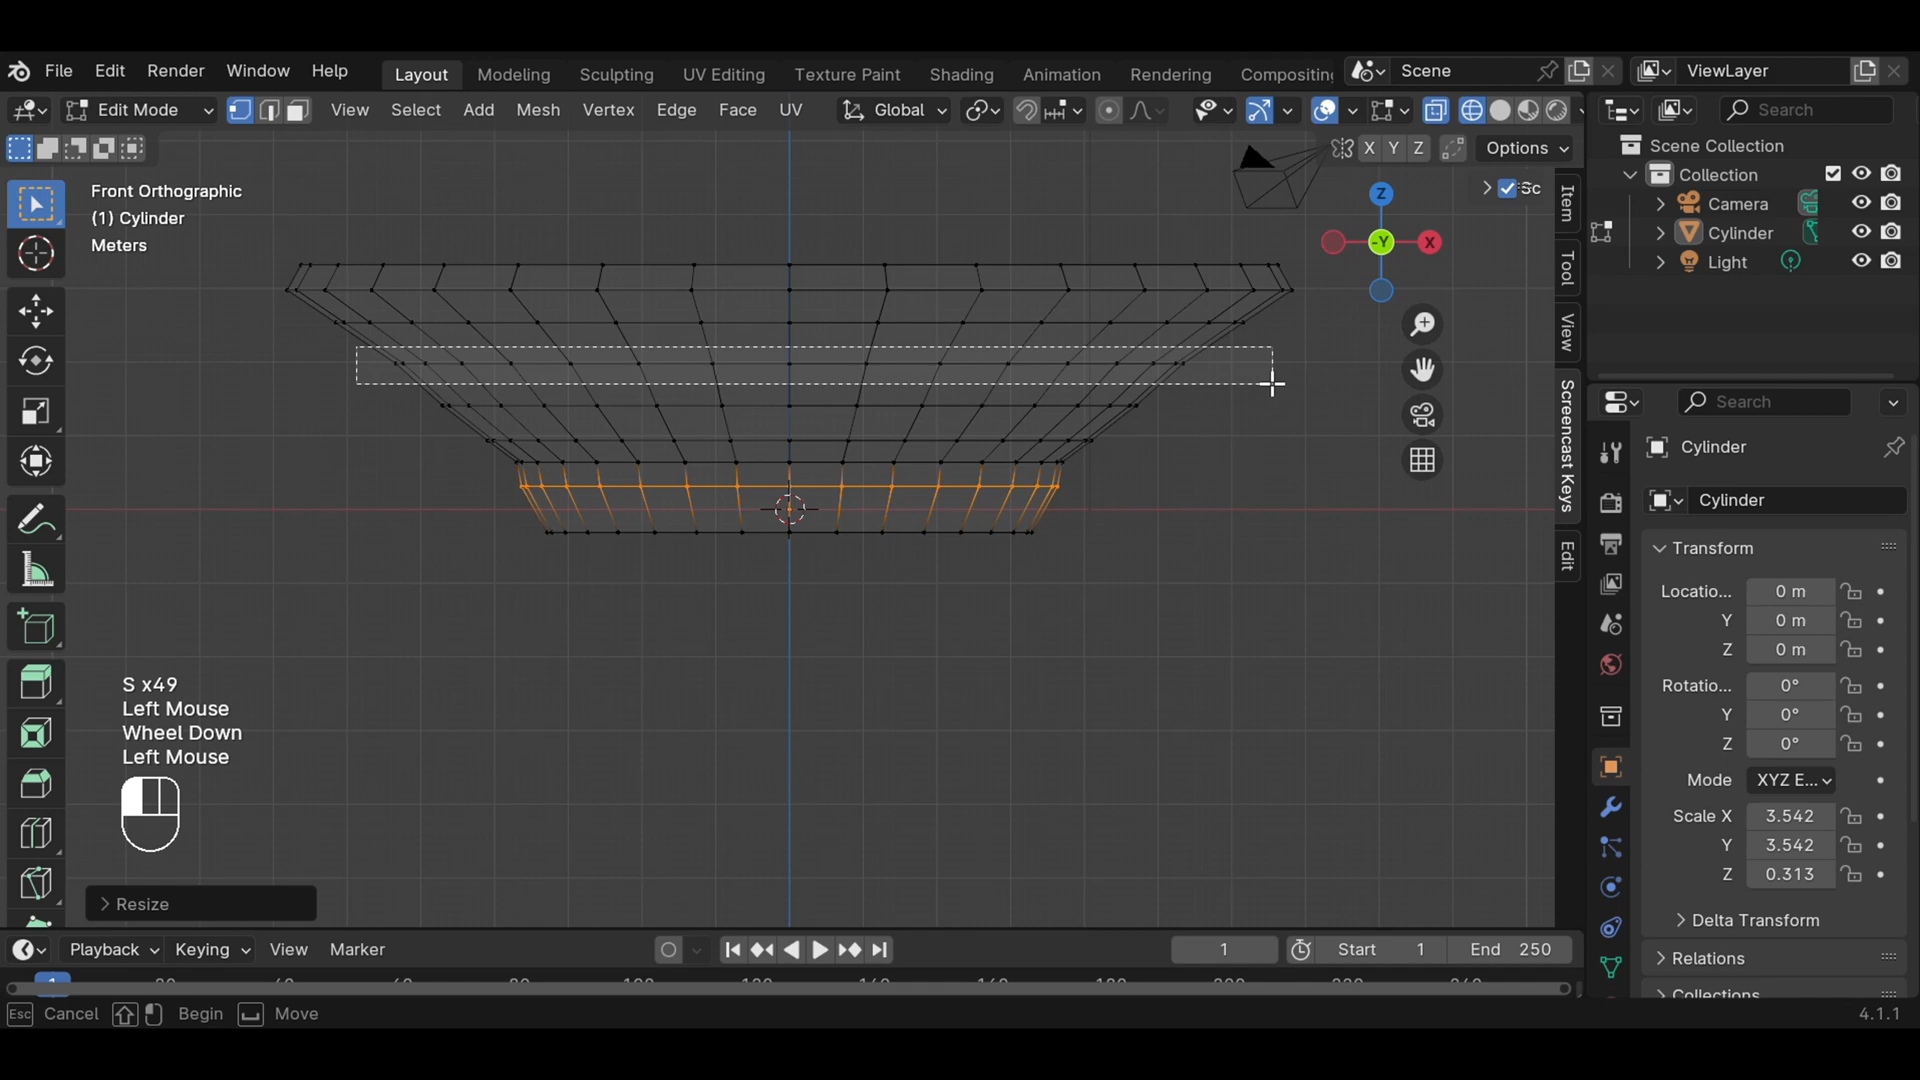 File Edit Render Window Help Layout Modeling Sculpting UV Editing Texture Paint Shading Animation Rendering Scene ViewLayer
Edit Mode View Select Add Mesh Vertex Edge Face UV Global Search
X Y Z Options
Scene Collection
Collection
Camera
Cylinder
Light
Front Orthographic
(1) Cylinder
Meters
Z
-Y X
Sc
Item
Tool
View
Screencast Keys
Edit
Search
Cylinder
Cylinder
Transform
Locatio... 0 m
Y 0 m
Z 0 m
Rotatio... 0°
Y 0°
Z 0°
Mode XYZ E...
Scale X 3.542
Y 3.542
Z 0.313
Delta Transform
Relations
Collections
S x49
Left Mouse
Wheel Down
Left Mouse
Resize
Playback Keying View Marker 1 Start 1 End 250
1
Esc Cancel Begin Move 4.1.1